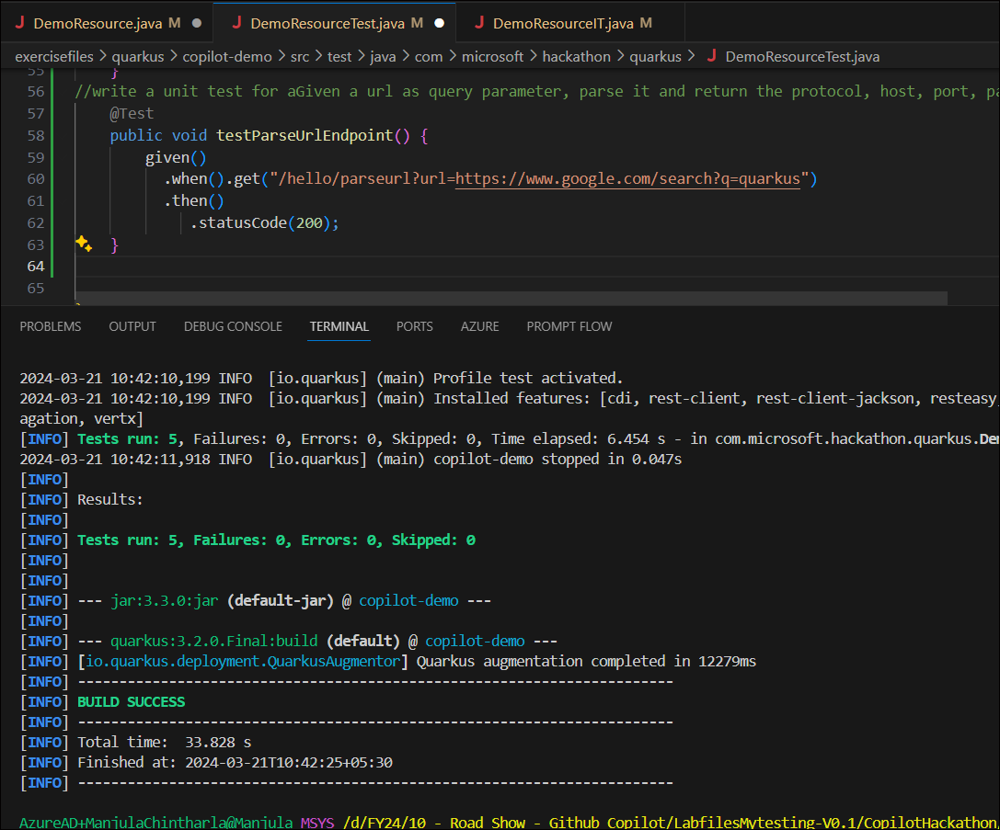 J DemoResource.java M J DemoResourceTest.java M J DemoResourceIT.java M
exercisefiles > quarkus > copilot-demo > src > test > java > com > microsoft > hackathon > quarkus > J DemoResourceTest.java
55 }
56 //write a unit test for aGiven a url as query parameter, parse it and return the protocol, host, port, pa
57 @Test
58 public void testParseUrlEndpoint() {
59 given()
60 .when().get("/hello/parseurl?url=https://www.google.com/search?q=quarkus")
61 .then()
62 .statusCode(200);
63 }
64
65
PROBLEMS OUTPUT DEBUG CONSOLE TERMINAL PORTS AZURE PROMPT FLOW
2024-03-21 10:42:10,199 INFO [io.quarkus] (main) Profile test activated.
2024-03-21 10:42:10,199 INFO [io.quarkus] (main) Installed features: [cdi, rest-client, rest-client-jackson, resteasy,
agation, vertx]
[INFO] Tests run: 5, Failures: 0, Errors: 0, Skipped: 0, Time elapsed: 6.454 s - in com.microsoft.hackathon.quarkus.Der
2024-03-21 10:42:11,918 INFO [io.quarkus] (main) copilot-demo stopped in 0.047s
[INFO]
[INFO] Results:
[INFO]
[INFO] Tests run: 5, Failures: 0, Errors: 0, Skipped: 0
[INFO]
[INFO]
[INFO] --- jar:3.3.0:jar (default-jar) @ copilot-demo ---
[INFO]
[INFO] --- quarkus:3.2.0.Final:build (default) @ copilot-demo ---
[INFO] [io.quarkus.deployment.QuarkusAugmentor] Quarkus augmentation completed in 12279ms
[INFO] ------------------------------------------------------------------------
[INFO] BUILD SUCCESS
[INFO] ------------------------------------------------------------------------
[INFO] Total time: 33.828 s
[INFO] Finished at: 2024-03-21T10:42:25+05:30
[INFO] ------------------------------------------------------------------------
AzureAD+ManjulaChintharla@Manjula MSYS /d/FY24/10 - Road Show - Github Copilot/LabfilesMytesting-V0.1/CopilotHackathon